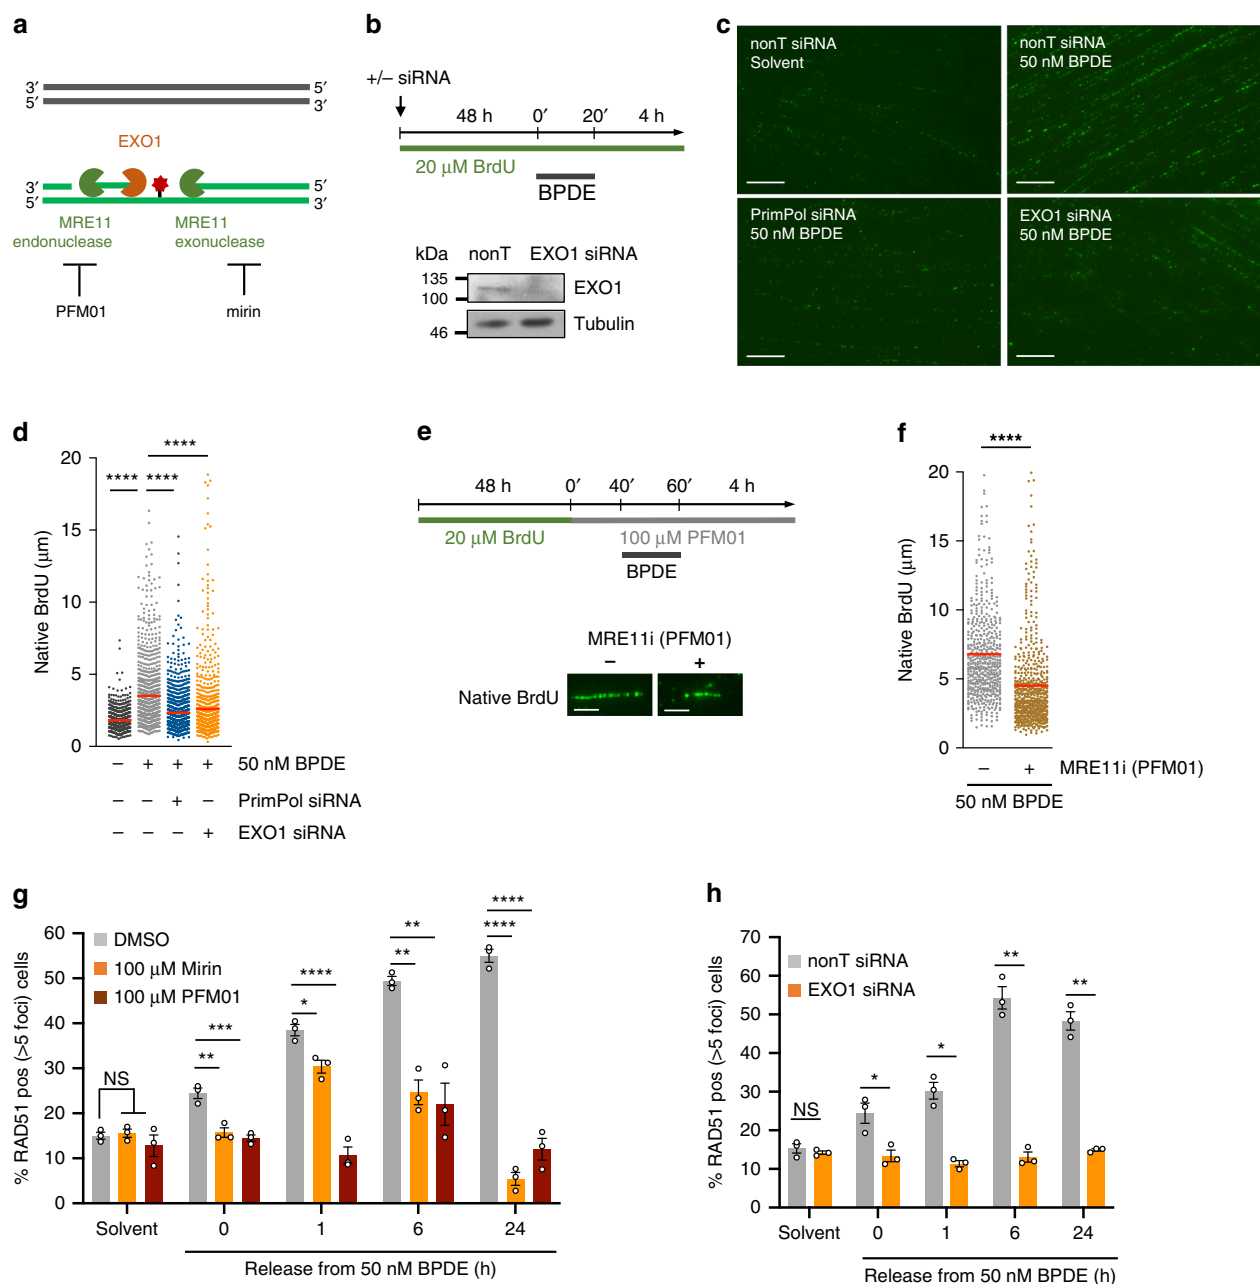 a
3′ 5′
5′ 3′
EXO1
3′ 5′
5′ 3′
MRE11 MRE11
endonuclease exonuclease
PFM01 mirin
b
+/– siRNA
48 h 0′ 20′ 4 h
20 μM BrdU
BPDE
kDa nonT EXO1 siRNA
135
100
EXO1
46
Tubulin
c
nonT siRNA
Solvent
nonT siRNA
50 nM BPDE
PrimPol siRNA
50 nM BPDE
EXO1 siRNA
50 nM BPDE
d
Native BrdU (μm)
20
15
10
5
0
****
**** ****
– + + + 50 nM BPDE
– – + – PrimPol siRNA
– – – + EXO1 siRNA
e
48 h 0′ 40′ 60′ 4 h
20 μM BrdU 100 μM PFM01
BPDE
MRE11i (PFM01)
– +
Native BrdU
f
****
Native BrdU (μm)
20
15
10
5
0
– + MRE11i (PFM01)
50 nM BPDE
g
% RAD51 pos (>5 foci) cells
60
50
40
30
20
10
0
DMSO
100 μM Mirin
100 μM PFM01
NS
***
**
****
*
**
**
****
****
Solvent 0 1 6 24
Release from 50 nM BPDE (h)
h
% RAD51 pos (>5 foci) cells
70
60
50
40
30
20
10
0
nonT siRNA
EXO1 siRNA
NS
*
*
**
**
Solvent 0 1 6 24
Release from 50 nM BPDE (h)